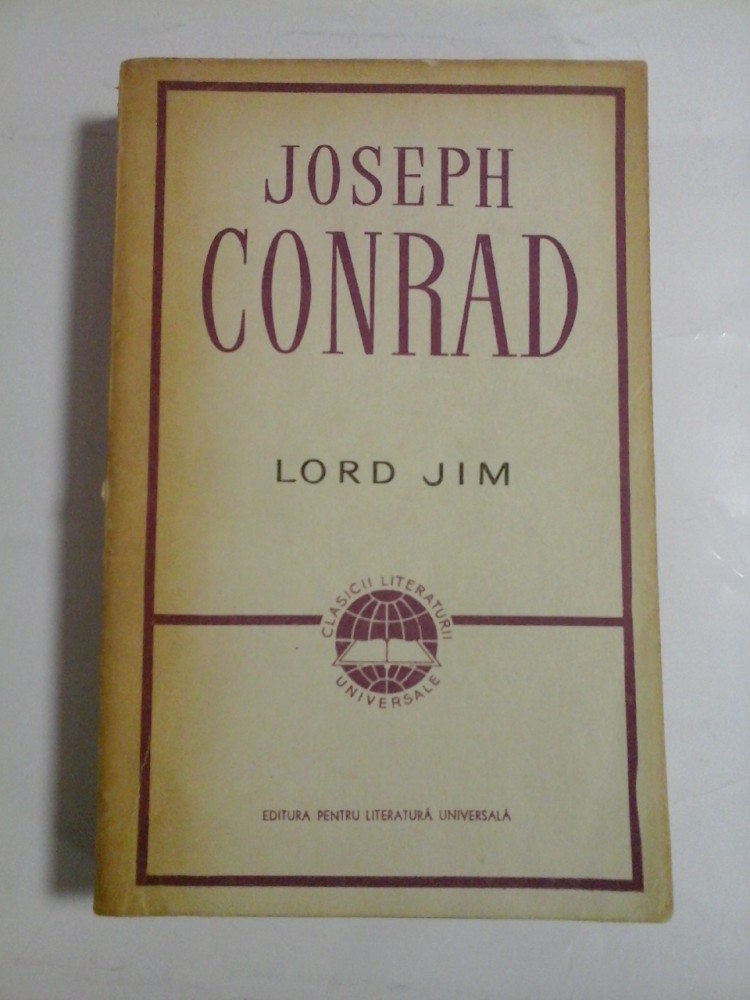 JOSEPH
CONRAD
LORD JIM
CLASICII LITERATURII
UNIVERSALE
EDITURA PENTRU LITERATURĂ UNIVERSALĂ